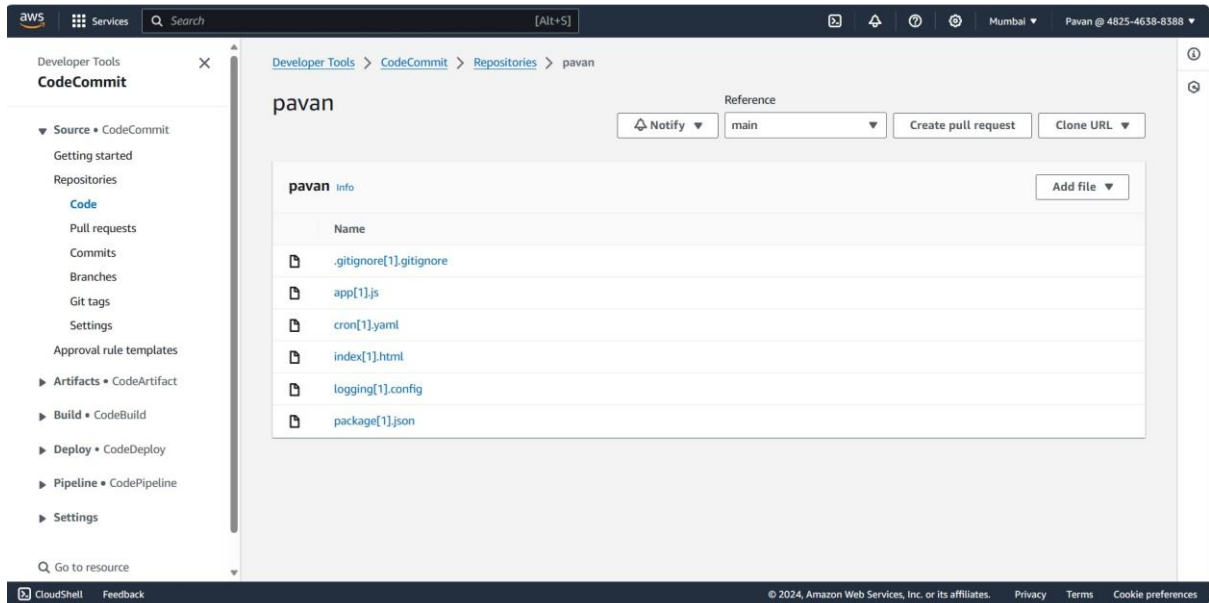 aws Services Search [Alt+S] Mumbai Pavan @ 4825-4638-8388
Developer Tools
CodeCommit
Source • CodeCommit
Getting started
Repositories
Code
Pull requests
Commits
Branches
Git tags
Settings
Approval rule templates
Artifacts • CodeArtifact
Build • CodeBuild
Deploy • CodeDeploy
Pipeline • CodePipeline
Settings
Go to resource
Developer Tools > CodeCommit > Repositories > pavan
pavan
Reference
Notify main Create pull request Clone URL
pavan Info Add file
Name
.gitignore[1].gitignore
app[1].js
cron[1].yaml
index[1].html
logging[1].config
package[1].json
CloudShell Feedback © 2024, Amazon Web Services, Inc. or its affiliates. Privacy Terms Cookie preferences